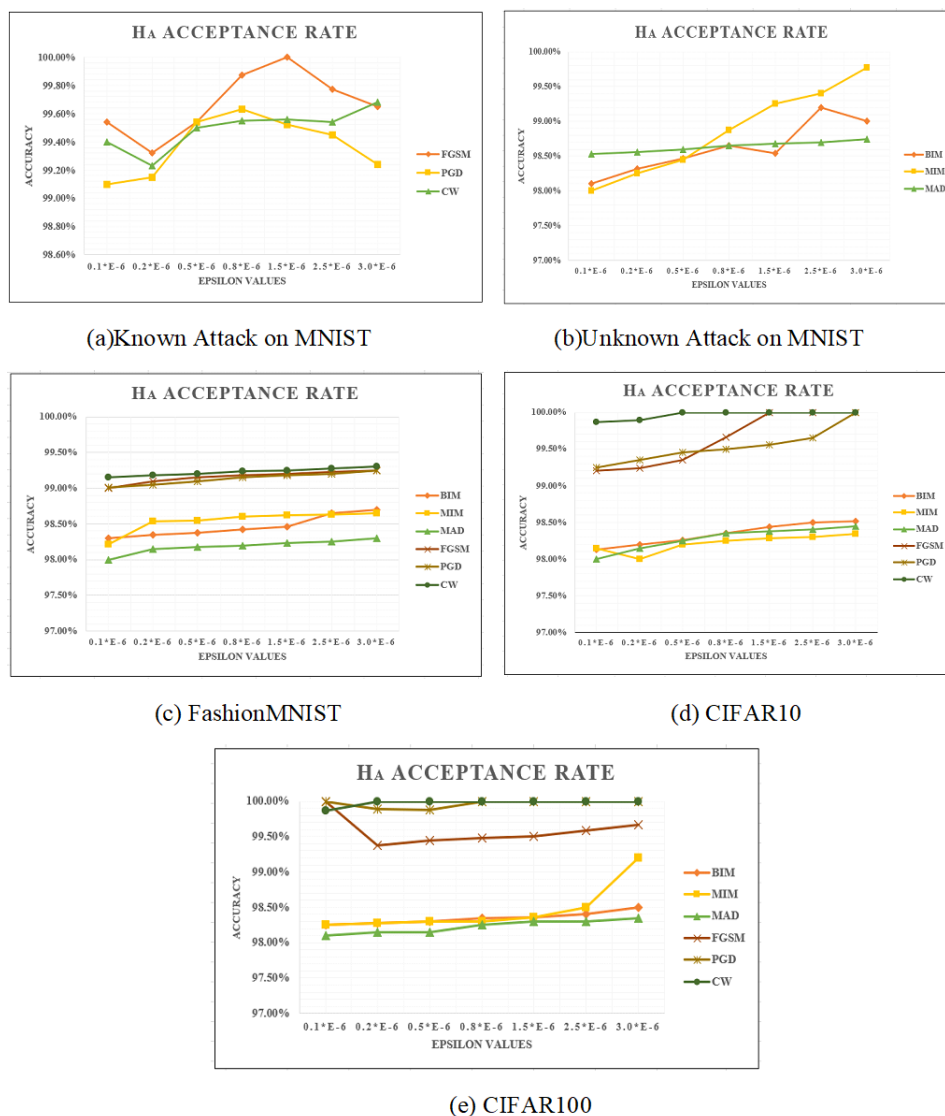 HA ACCEPTANCE RATE
100.00%
99.80%
99.60%
99.40%
99.20%
99.00%
98.80%
98.60%
ACCURACY
0.1*E-6 0.2*E-6 0.5*E-6 0.8*E-6 1.5*E-6 2.5*E-6 3.0*E-6
EPSILON VALUES
FGSM
PGD
CW
(a)Known Attack on MNIST
HA ACCEPTANCE RATE
100.00%
99.50%
99.00%
98.50%
98.00%
97.50%
97.00%
ACCURACY
0.1*E-6 0.2*E-6 0.5*E-6 0.8*E-6 1.5*E-6 2.5*E-6 3.0*E-6
EPSILON VALUES
BIM
MIM
MAD
(b)Unknown Attack on MNIST
HA ACCEPTANCE RATE
100.00%
99.50%
99.00%
98.50%
98.00%
97.50%
97.00%
ACCURACY
0.1*E-6 0.2*E-6 0.5*E-6 0.8*E-6 1.5*E-6 2.5*E-6 3.0*E-6
EPSILON VALUES
BIM
MIM
MAD
FGSM
PGD
CW
(c) FashionMNIST
HA ACCEPTANCE RATE
100.00%
99.50%
99.00%
98.50%
98.00%
97.50%
97.00%
ACCURACY
0.1*E-6 0.2*E-6 0.5*E-6 0.8*E-6 1.5*E-6 2.5*E-6 3.0*E-6
EPSILON VALUES
BIM
MIM
MAD
FGSM
PGD
CW
(d) CIFAR10
HA ACCEPTANCE RATE
100.00%
99.50%
99.00%
98.50%
98.00%
97.50%
97.00%
ACCURACY
0.1*E-6 0.2*E-6 0.5*E-6 0.8*E-6 1.5*E-6 2.5*E-6 3.0*E-6
EPSILON VALUES
BIM
MIM
MAD
FGSM
PGD
CW
(e) CIFAR100